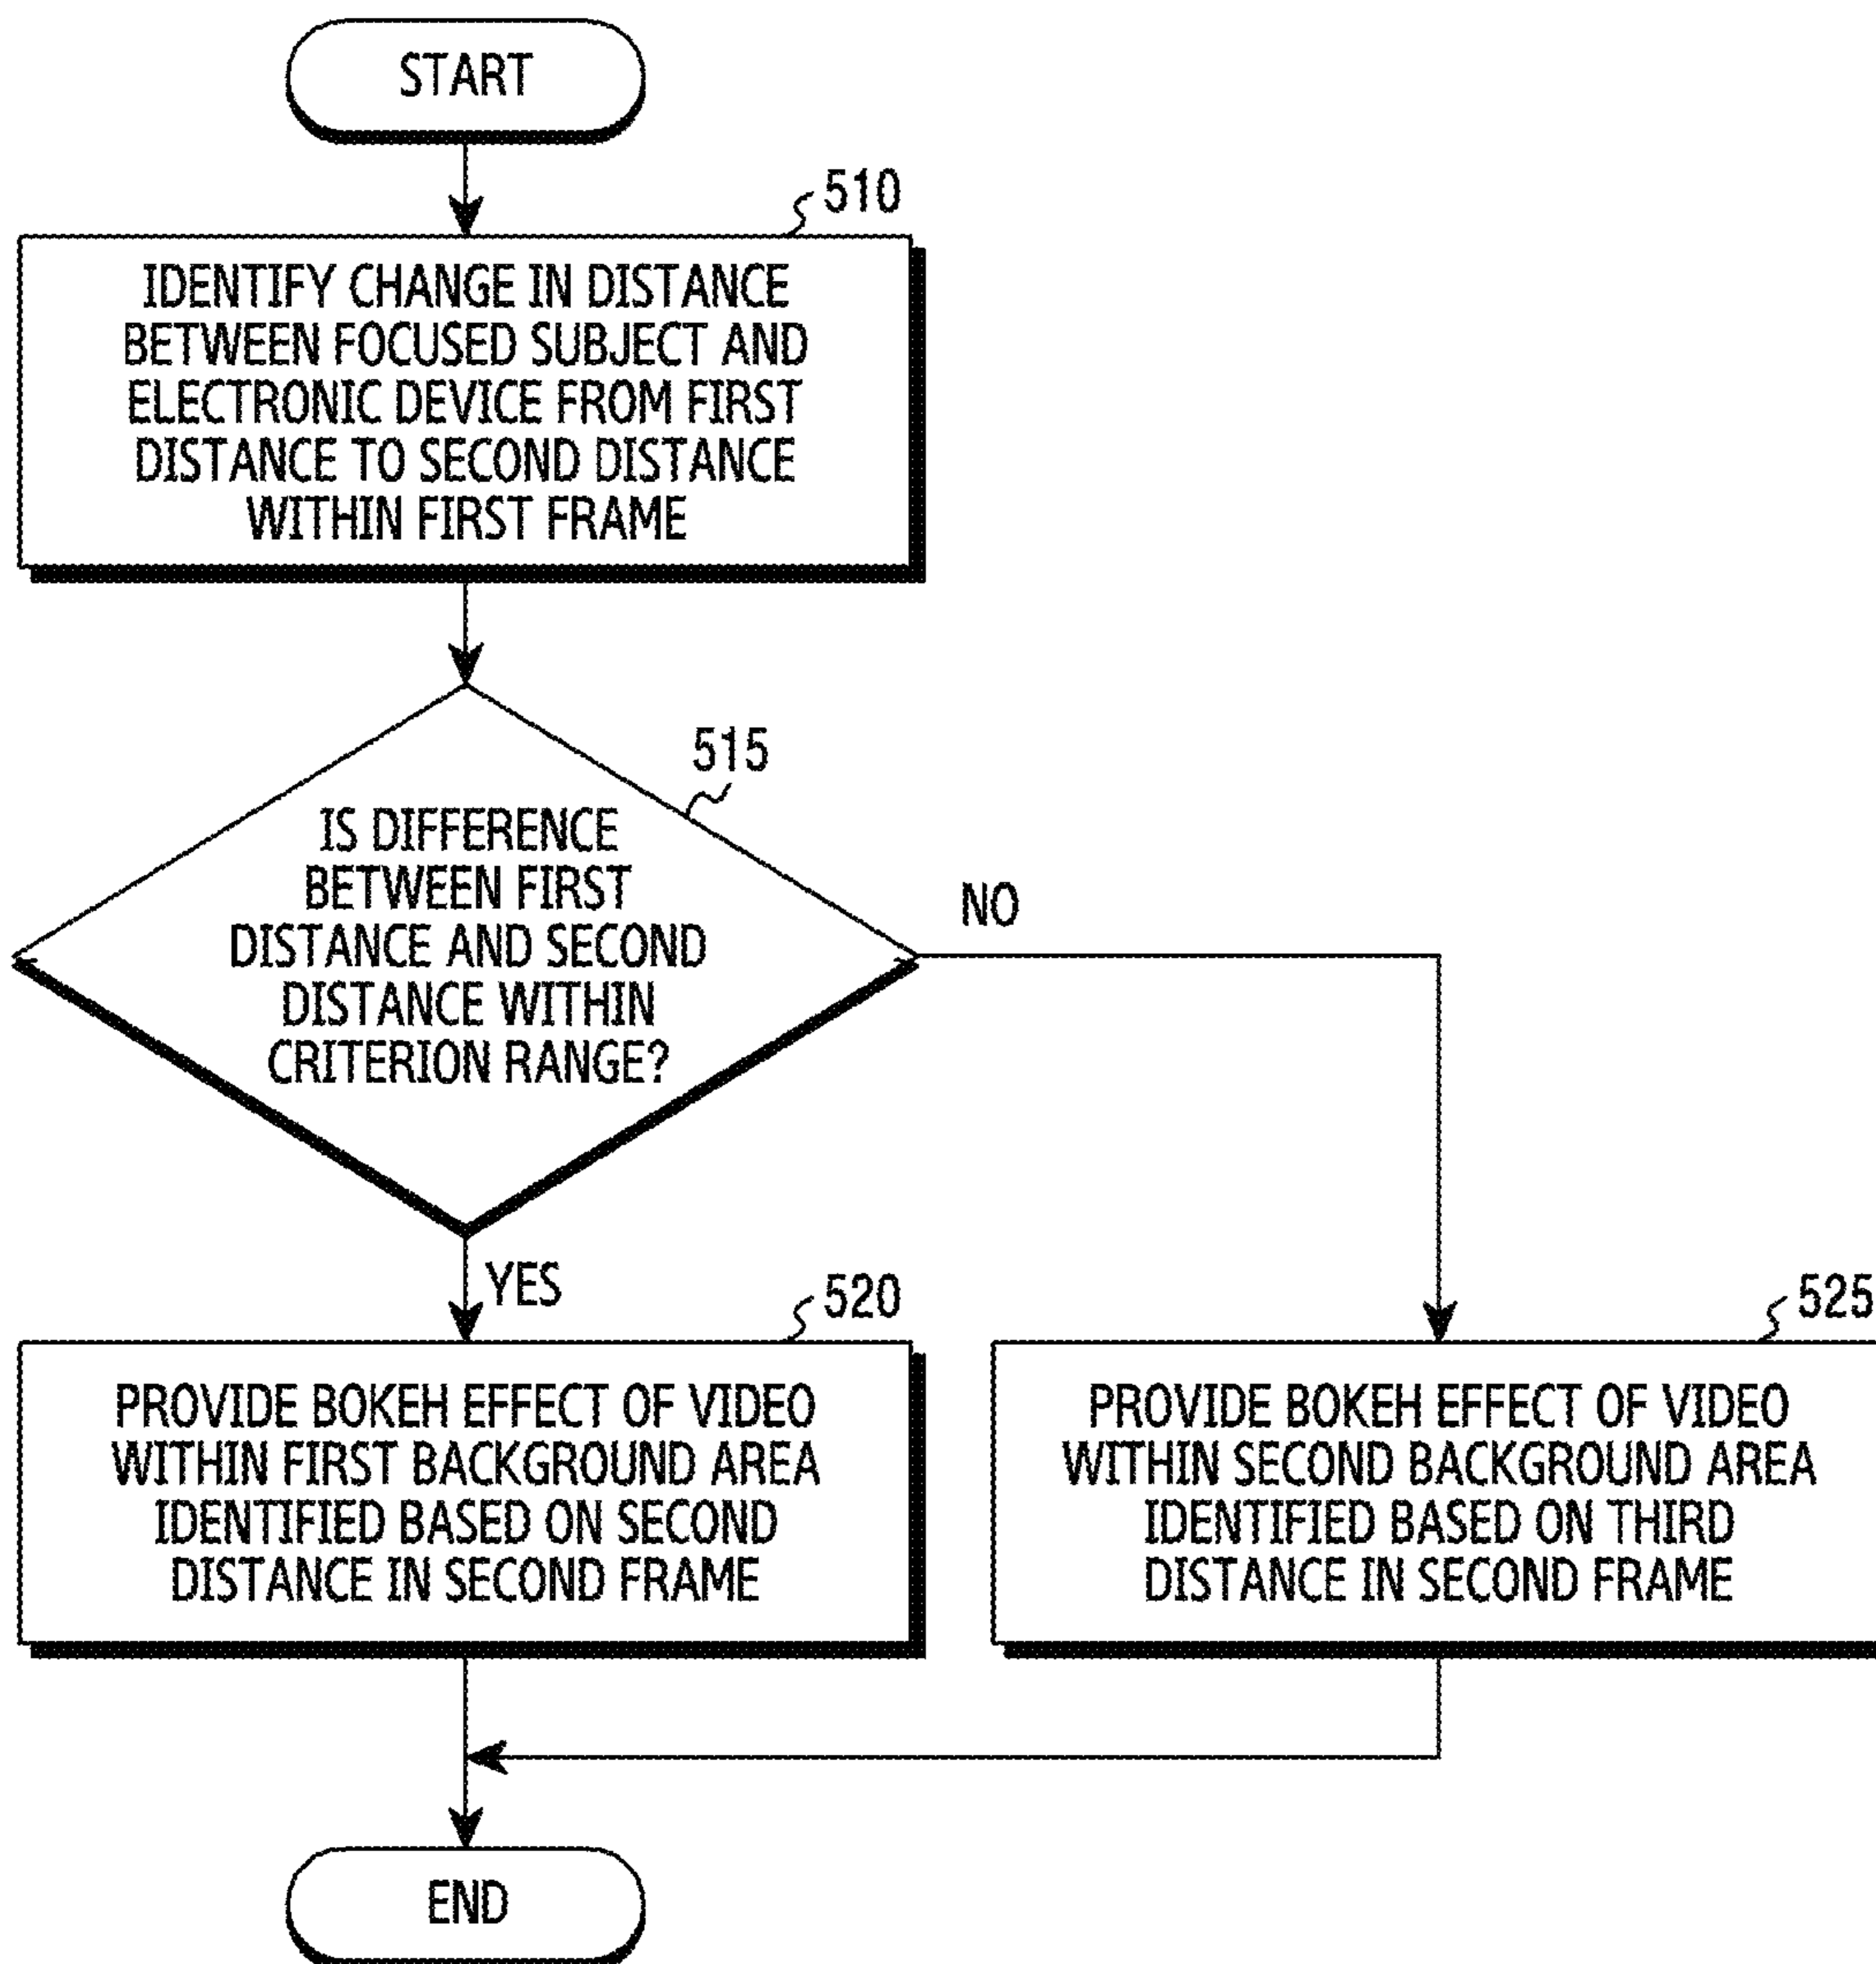 START
510
IDENTIFY CHANGE IN DISTANCE
BETWEEN FOCUSED SUBJECT AND
ELECTRONIC DEVICE FROM FIRST
DISTANCE TO SECOND DISTANCE
WITHIN FIRST FRAME
515
IS DIFFERENCE
BETWEEN FIRST
DISTANCE AND SECOND
DISTANCE WITHIN
CRITERION RANGE?
NO
YES
520
PROVIDE BOKEH EFFECT OF VIDEO
WITHIN FIRST BACKGROUND AREA
IDENTIFIED BASED ON SECOND
DISTANCE IN SECOND FRAME
525
PROVIDE BOKEH EFFECT OF VIDEO
WITHIN SECOND BACKGROUND AREA
IDENTIFIED BASED ON THIRD
DISTANCE IN SECOND FRAME
END